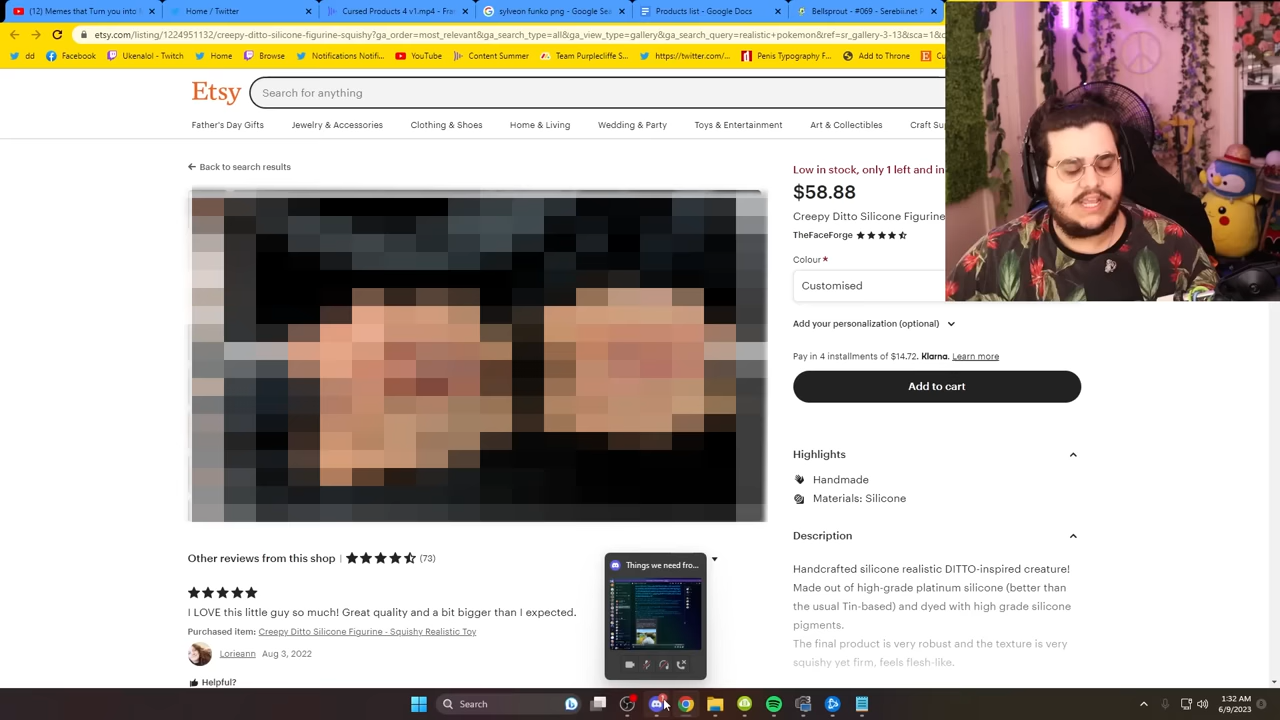 (12) Memes that Turn you into
Home / Twitter
Cursed Products 4 v1.mp4 -
sylveon funko png - Google Sea
Products list - Google Docs
Bellsprout - #069 - Serebii.net P
etsy.com/listing/1224951132/creepy-ditto-silicone-figurine-squishy?ga_order=most_relevant&ga_search_type=all&ga_view_type=gallery&ga_search_query=realistic+pokemon&ref=sr_gallery-3-13&sca=1&c
dd
Facebook
Ukenalol - Twitch
Home
Browse
Notifications Notifi...
YouTube
Content Summer
Team Purplecliffe S...
https://twitter.com/...
Penis Typography F...
Add to Throne
Co
Etsy
Search for anything
Father's Day Gifts
Jewelry & Accessories
Clothing & Shoes
Home & Living
Wedding & Party
Toys & Entertainment
Art & Collectibles
Craft Sup
Back to search results
Low in stock, only 1 left and in
$58.88
Creepy Ditto Silicone Figurine
TheFaceForge
Colour *
Customised
Add your personalization (optional)
Pay in 4 installments of $14.72. Klarna. Learn more
Add to cart
Highlights
Handmade
Materials: Silicone
Description
Handcrafted silicone realistic DITTO-inspired creature!
Made out of high-grade platinum silicone (better than
the usual Tin-based) and dyed with high grade silicone
pigments.
The final product is very robust and the texture is very
squishy yet firm, feels flesh-like.
Other reviews from this shop | (73)
I LOVE this little guy so much! Great quality and a bit bigger than I expected.
Purchased item: Creepy Ditto Silicone Figurine - Squishy Realistic Toy
Lorieann Aug 3, 2022
Helpful?
Things we need fro...
Search
1:32 AM
6/9/2023